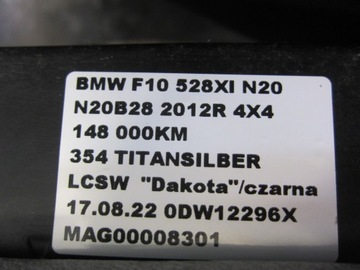 BMW F10 528XI N20
N20B28 2012R 4X4
148 000KM
354 TITANSILBER
LCSW "Dakota"/czarna
17.08.22 0DW12296X
MAG00008301